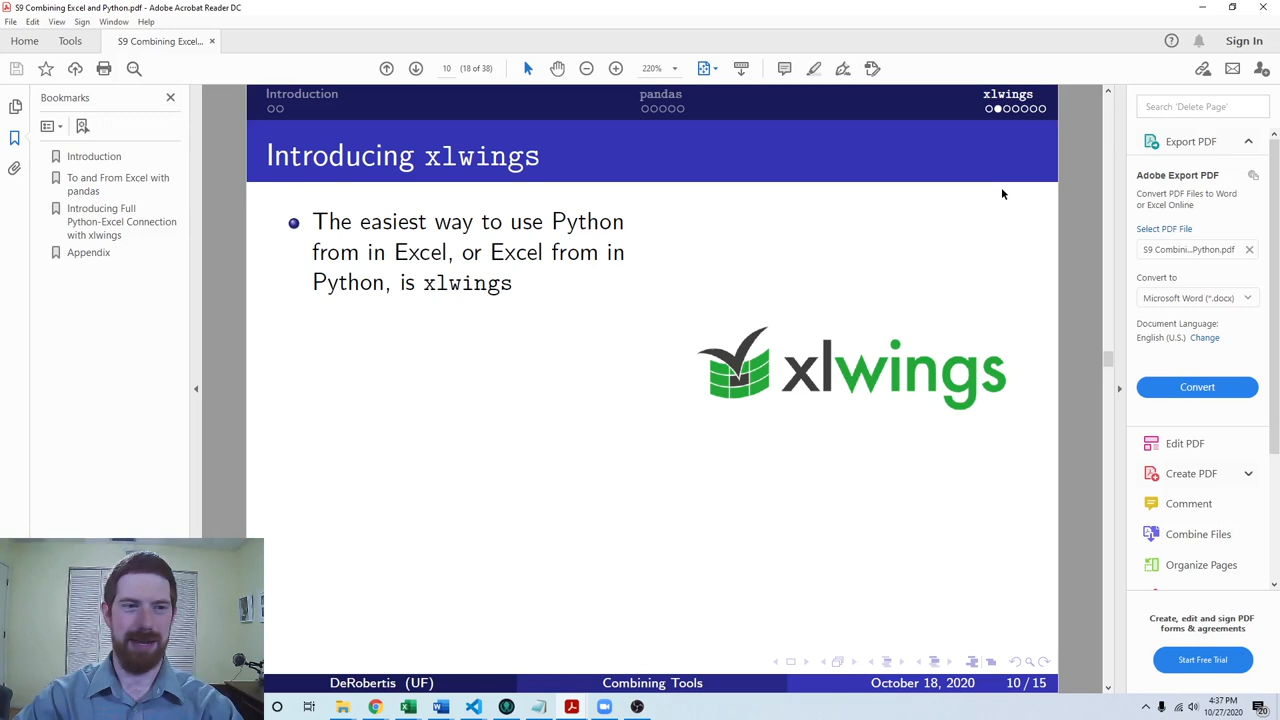 S9 Combining Excel and Python.pdf - Adobe Acrobat Reader DC
File Edit View Sign Window Help
Home Tools S9 Combining Excel... × Sign In
10 (18 of 38) 220%
Bookmarks
Introduction
To and From Excel with
pandas
Introducing Full
Python-Excel Connection
with xlwings
Appendix
Introduction pandas xlwings
Introducing xlwings
The easiest way to use Python
from in Excel, or Excel from in
Python, is xlwings
xlwings
DeRobertis (UF) Combining Tools October 18, 2020 10 / 15
Search 'Delete Page'
Export PDF
Adobe Export PDF
Convert PDF Files to Word
or Excel Online
Select PDF File
S9 Combini...Python.pdf ×
Convert to
Microsoft Word (*.docx)
Document Language:
English (U.S.) Change
Convert
Edit PDF
Create PDF
Comment
Combine Files
Organize Pages
Create, edit and sign PDF
forms & agreements
Start Free Trial
4:37 PM
10/27/2020
20